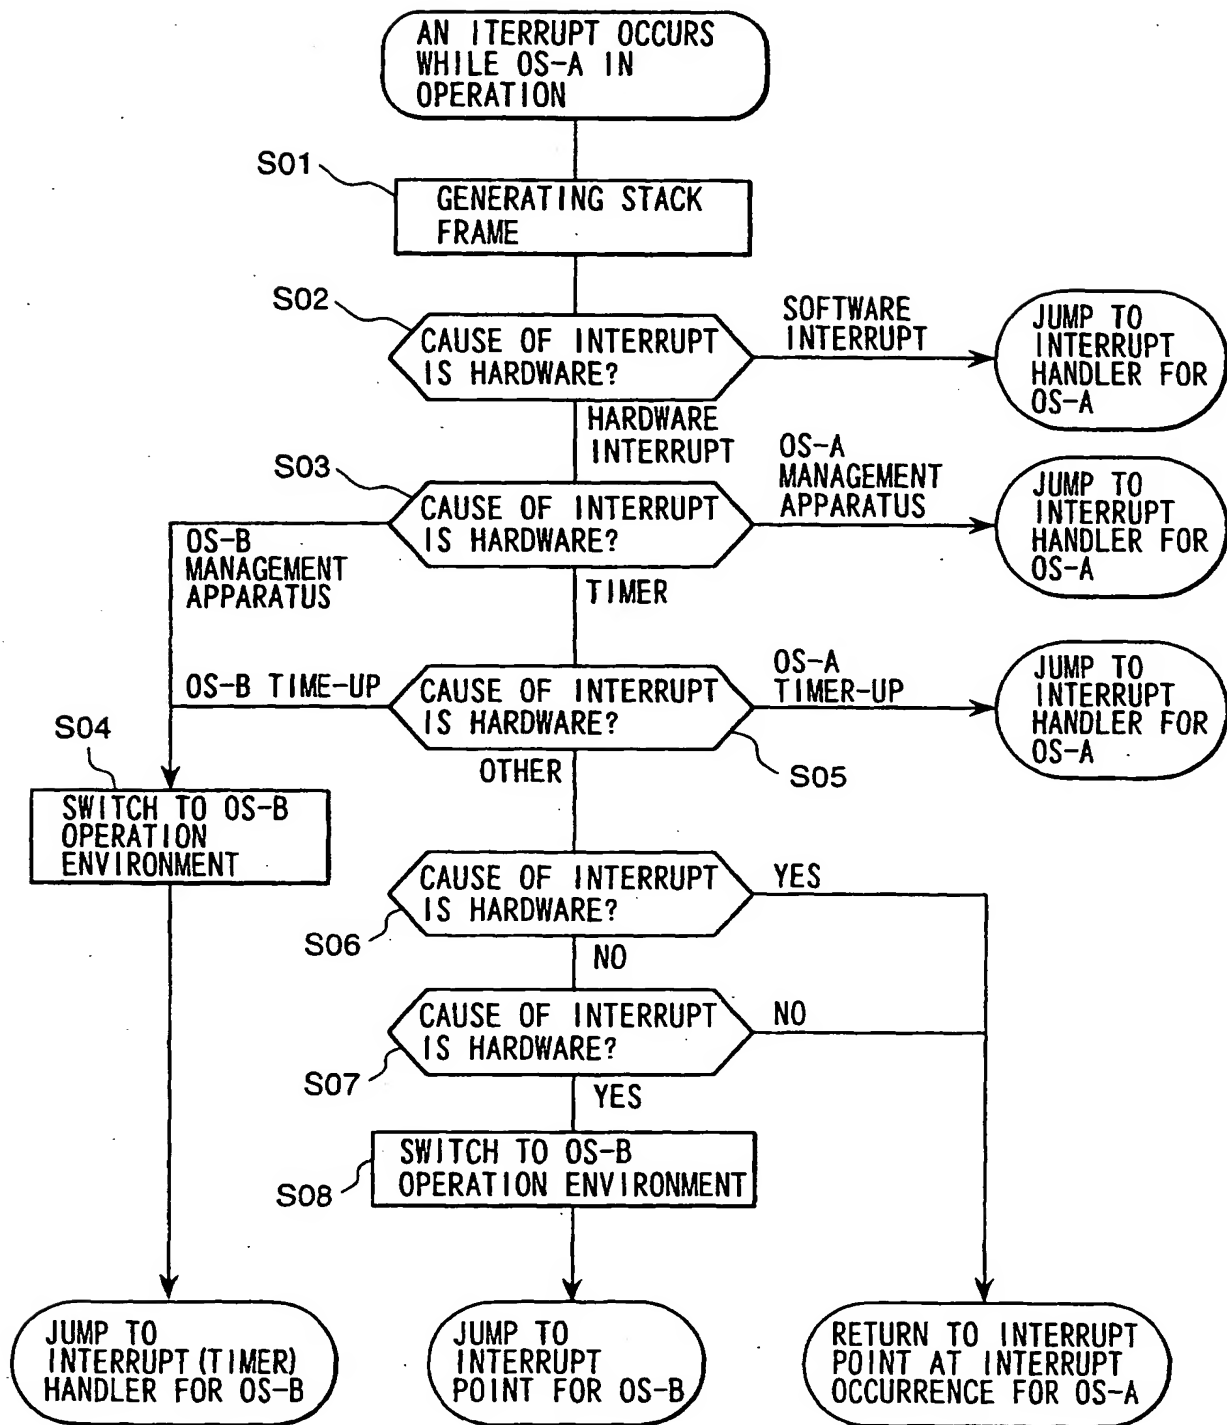 AN ITERRUPT OCCURS
WHILE OS-A IN
OPERATION
S01
GENERATING STACK
FRAME
S02
CAUSE OF INTERRUPT
IS HARDWARE?
SOFTWARE
INTERRUPT
JUMP TO
INTERRUPT
HANDLER FOR
OS-A
HARDWARE
INTERRUPT
S03
CAUSE OF INTERRUPT
IS HARDWARE?
OS-A
MANAGEMENT
APPARATUS
JUMP TO
INTERRUPT
HANDLER FOR
OS-A
OS-B
MANAGEMENT
APPARATUS
TIMER
OS-B TIME-UP
CAUSE OF INTERRUPT
IS HARDWARE?
OS-A
TIMER-UP
JUMP TO
INTERRUPT
HANDLER FOR
OS-A
S04
OTHER
S05
SWITCH TO OS-B
OPERATION
ENVIRONMENT
CAUSE OF INTERRUPT
IS HARDWARE?
YES
S06
NO
CAUSE OF INTERRUPT
IS HARDWARE?
NO
S07
YES
SWITCH TO OS-B
OPERATION ENVIRONMENT
S08
JUMP TO
INTERRUPT(TIMER)
HANDLER FOR OS-B
JUMP TO
INTERRUPT
POINT FOR OS-B
RETURN TO INTERRUPT
POINT AT INTERRUPT
OCCURRENCE FOR OS-A